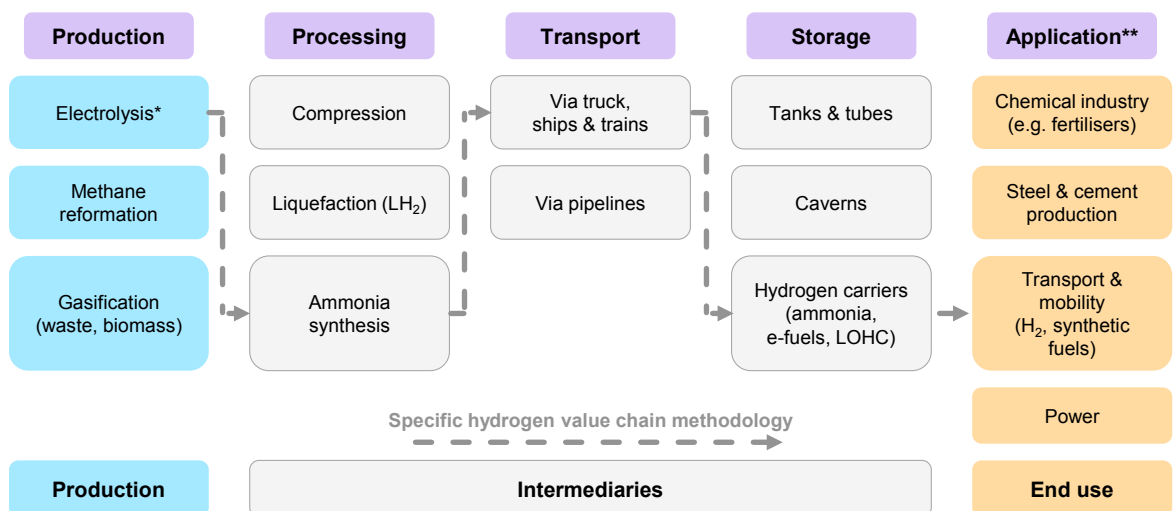 Production
Processing
Transport
Storage
Application**
Electrolysis*
Compression
Via truck,
ships & trains
Tanks & tubes
Chemical industry
(e.g. fertilisers)
Methane
reformation
Liquefaction (LH₂)
Via pipelines
Caverns
Steel & cement
production
Gasification
(waste, biomass)
Ammonia
synthesis
Hydrogen carriers
(ammonia,
e-fuels, LOHC)
Transport &
mobility
(H₂, synthetic
fuels)
Power
Specific hydrogen value chain methodology
Production
Intermediaries
End use